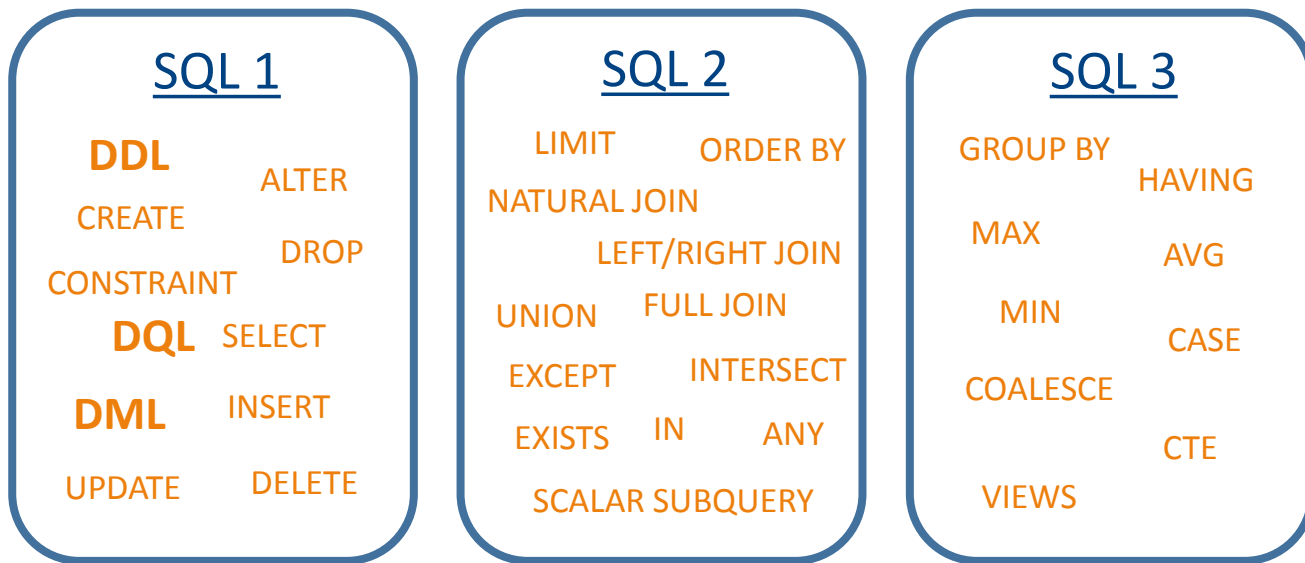 SQL 1
DDL
ALTER
CREATE
DROP
CONSTRAINT
DQL SELECT
DML INSERT
UPDATE DELETE
SQL 2
LIMIT ORDER BY
NATURAL JOIN
LEFT/RIGHT JOIN
UNION FULL JOIN
EXCEPT INTERSECT
EXISTS IN ANY
SCALAR SUBQUERY
SQL 3
GROUP BY
HAVING
MAX
AVG
MIN
CASE
COALESCE
CTE
VIEWS